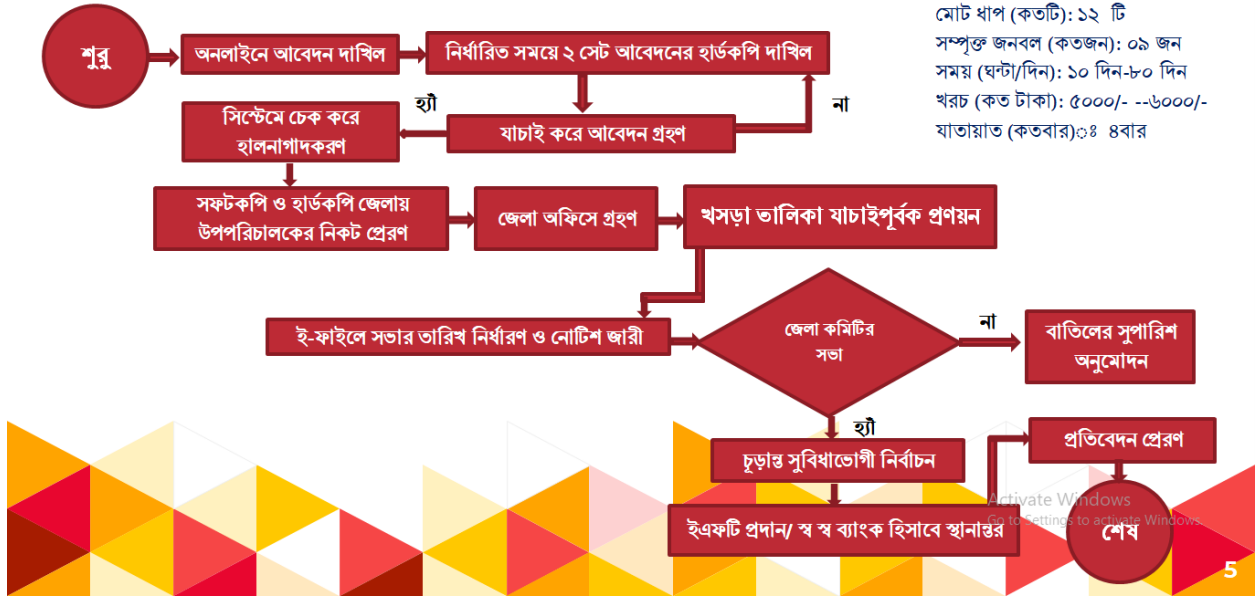 শুরু
অনলাইনে আবেদন দাখিল
নির্ধারিত সময়ে ২ সেট আবেদনের হার্ডকপি দাখিল
মোট ধাপ (কতটি): ১২ টি
সম্পৃক্ত জনবল (কতজন): ০৯ জন
সময় (ঘন্টা/দিন): ১০ দিন-৮০ দিন
খরচ (কত টাকা): ৫০০০/- --৬০০০/-
যাতায়াত (কতবার)ঃ ৪বার
হ্যাঁ
না
যাচাই করে আবেদন গ্রহণ
সিস্টেমে চেক করে
হালনাগাদকরণ
সফটকপি ও হার্ডকপি জেলায়
উপপরিচালকের নিকট প্রেরণ
জেলা অফিসে গ্রহণ
খসড়া তালিকা যাচাইপূর্বক প্রণয়ন
ই-ফাইলে সভার তারিখ নির্ধারণ ও নোটিশ জারী
জেলা কমিটির
সভা
না
বাতিলের সুপারিশ
অনুমোদন
হ্যাঁ
চূড়ান্ত সুবিধাভোগী নির্বাচন
ইএফটি প্রদান/ স্ব স্ব ব্যাংক হিসাবে স্থানান্তর
প্রতিবেদন প্রেরণ
শেষ
Activate Windows
Go to Settings to activate Windows.
5